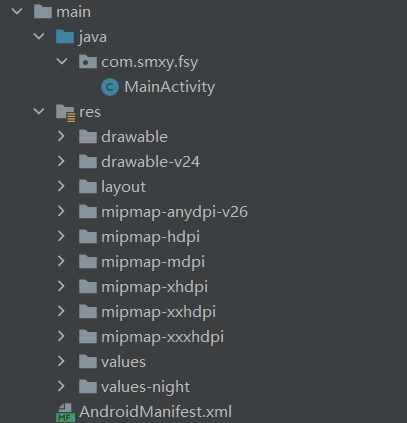 main
java
com.smxy.fsy
MainActivity
res
drawable
drawable-v24
layout
mipmap-anydpi-v26
mipmap-hdpi
mipmap-mdpi
mipmap-xhdpi
mipmap-xxhdpi
mipmap-xxxhdpi
values
values-night
AndroidManifest.xml